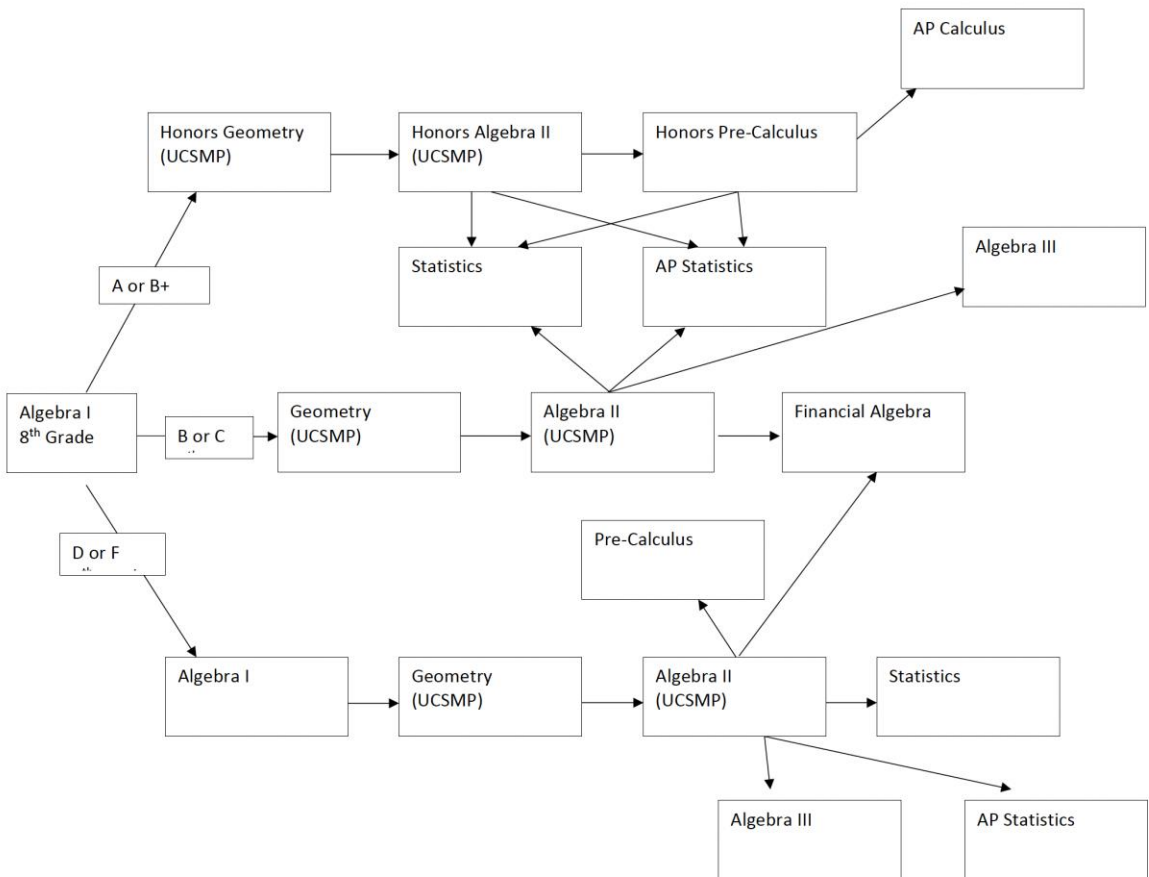 AP Calculus
Honors Geometry
(UCSMP)
Honors Algebra II
(UCSMP)
Honors Pre-Calculus
Statistics
AP Statistics
Algebra III
A or B+
Algebra I
8th Grade
B or C
Geometry
(UCSMP)
Algebra II
(UCSMP)
Financial Algebra
D or F
Pre-Calculus
Algebra I
Geometry
(UCSMP)
Algebra II
(UCSMP)
Statistics
Algebra III
AP Statistics